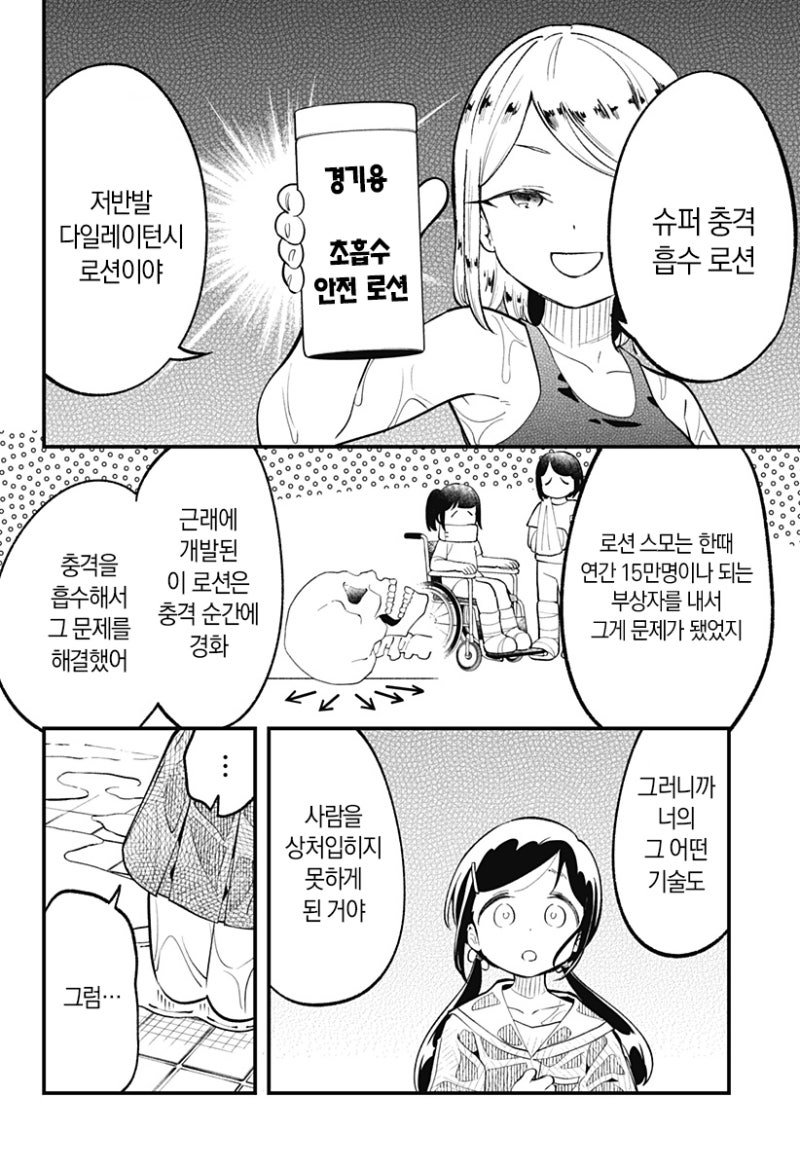 슈퍼 충격
흡수 로션
경기용
초흡수
안전 로션
저반발
다일레이턴시
로션이야
로션 스모는 한때
연간 15만명이나 되는
부상자를 내서
그게 문제가 됐었지
근래에
개발된
이 로션은
충격 순간에
경화
충격을
흡수해서
그 문제를
해결했어
그러니까
너의
그 어떤
기술도
사람을
상처입히지
못하게
된 거야
…
그럼…